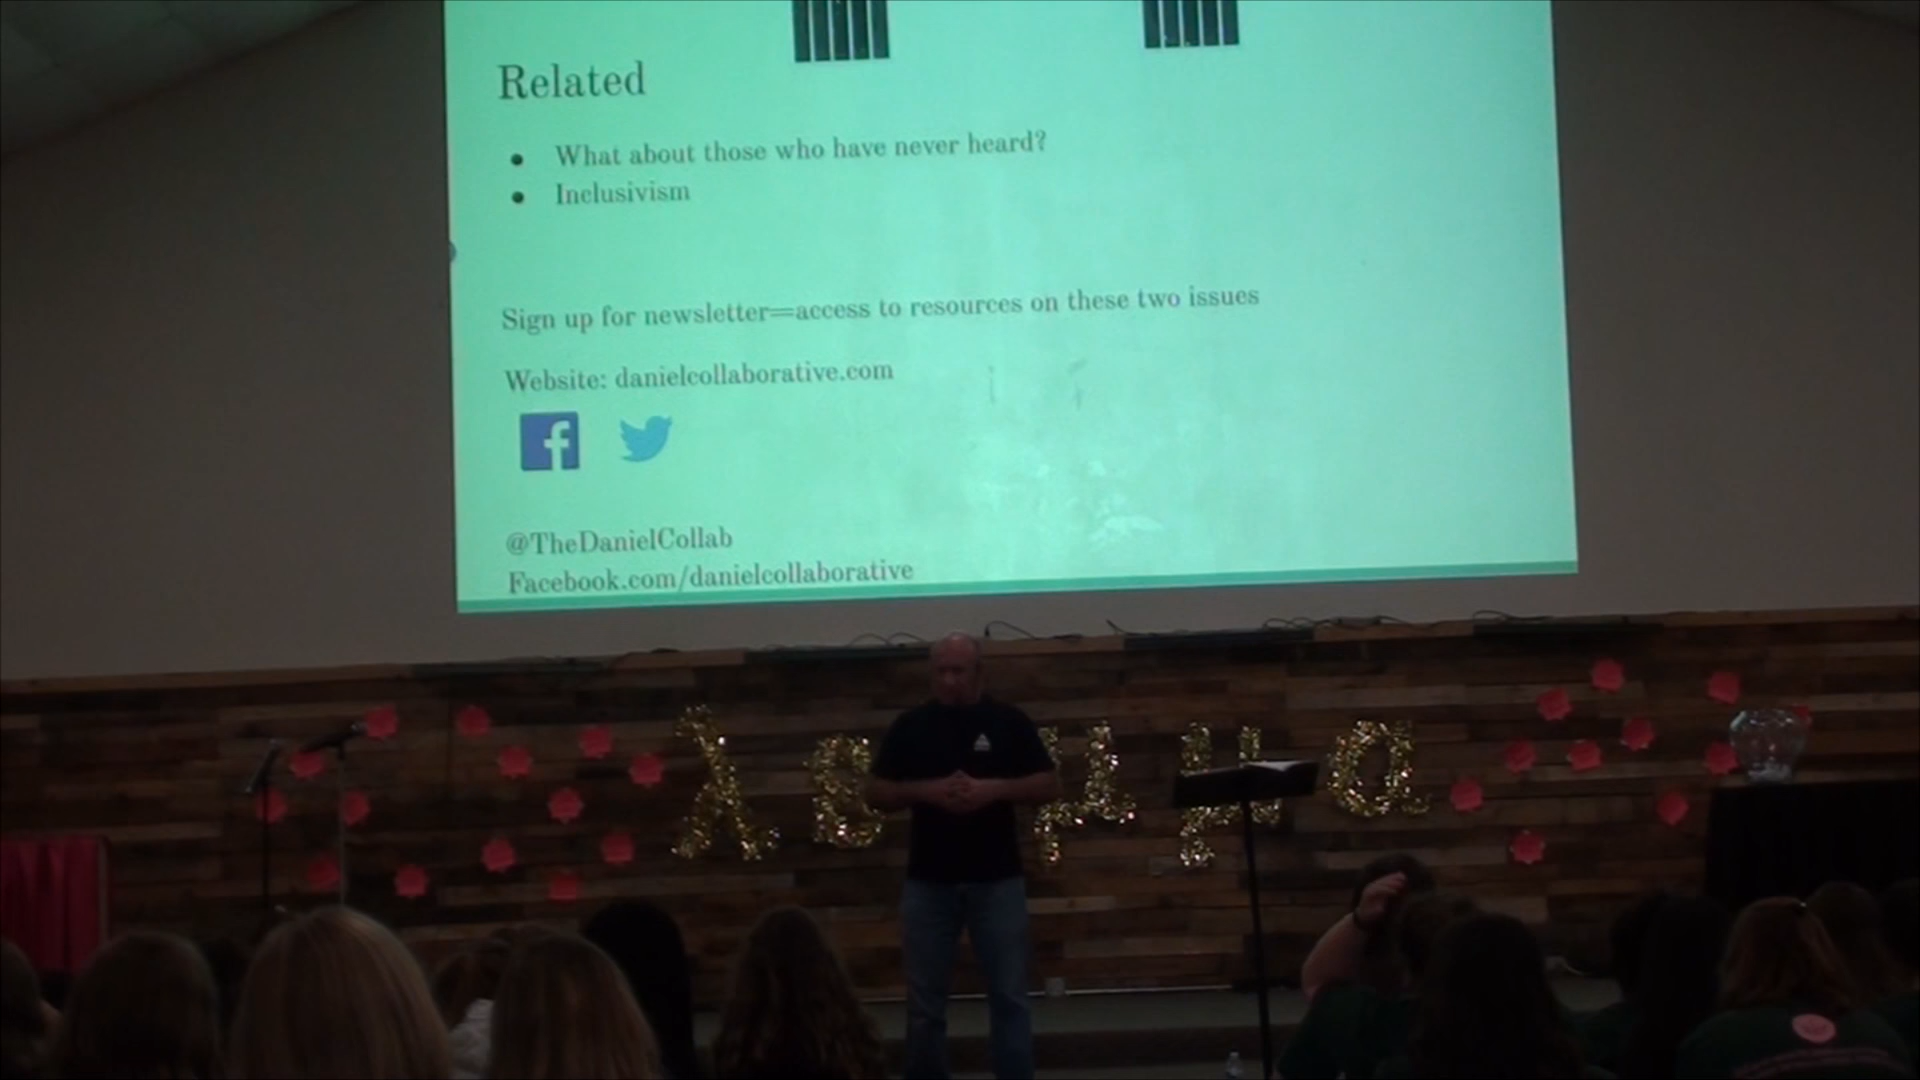 Related
• What about those who have never heard?
• Inclusivism
Sign up for newsletter=access to resources on these two issues
Website: danielcollaborative.com
@TheDanielCollab
Facebook.com/danielcollaborative